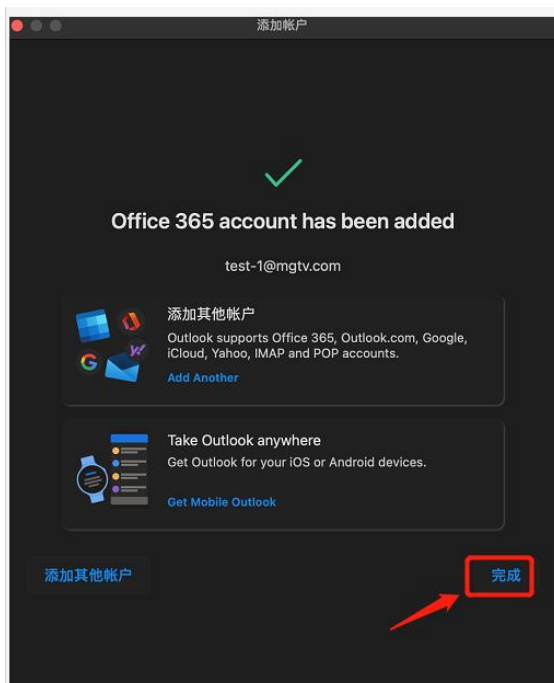 添加帐户
Office 365 account has been added
test-1@mgtv.com
添加其他帐户
Outlook supports Office 365, Outlook.com, Google,
iCloud, Yahoo, IMAP and POP accounts.
Add Another
Take Outlook anywhere
Get Outlook for your iOS or Android devices.
Get Mobile Outlook
添加其他帐户
完成